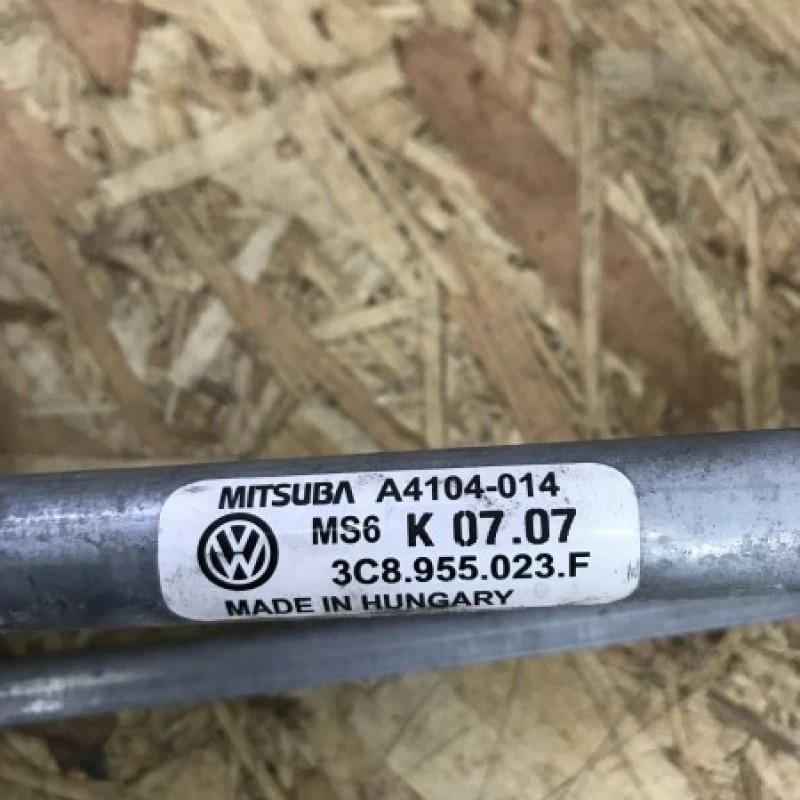 MITSUBA A4104-014
MS6 K 07.07
3C8.955.023.F
MADE IN HUNGARY